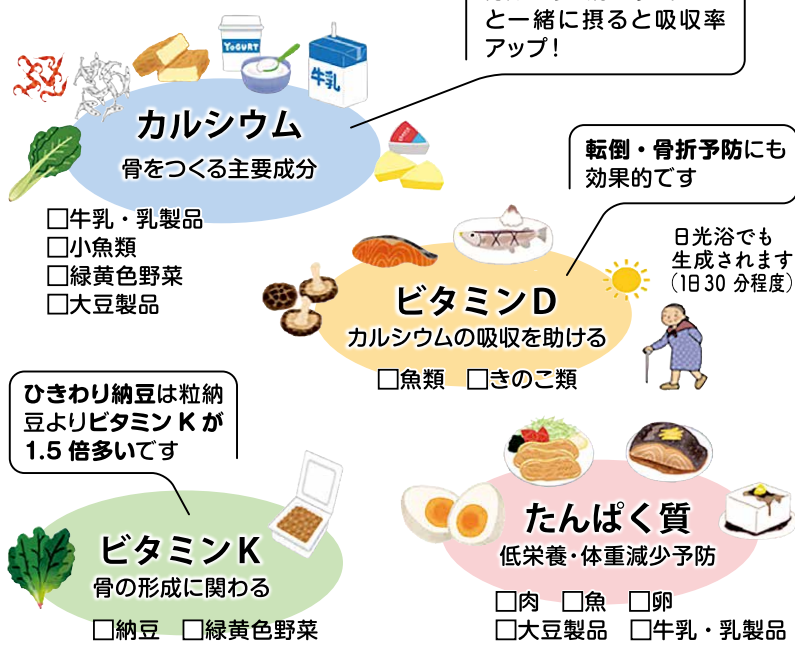 と一緒に摂ると吸収率
アップ！
YOGURT
牛乳
カルシウム
骨をつくる主要成分
□牛乳・乳製品
□小魚類
□緑黄色野菜
□大豆製品
転倒・骨折予防にも
効果的です
日光浴でも
生成されます
（1日30 分程度）
ビタミンD
カルシウムの吸収を助ける
□魚類 □きのこ類
ひきわり納豆は粒納
豆よりビタミン K が
1.5 倍多いです
ビタミンK
骨の形成に関わる
□納豆 □緑黄色野菜
たんぱく質
低栄養・体重減少予防
□肉 □魚 □卵
□大豆製品 □牛乳・乳製品